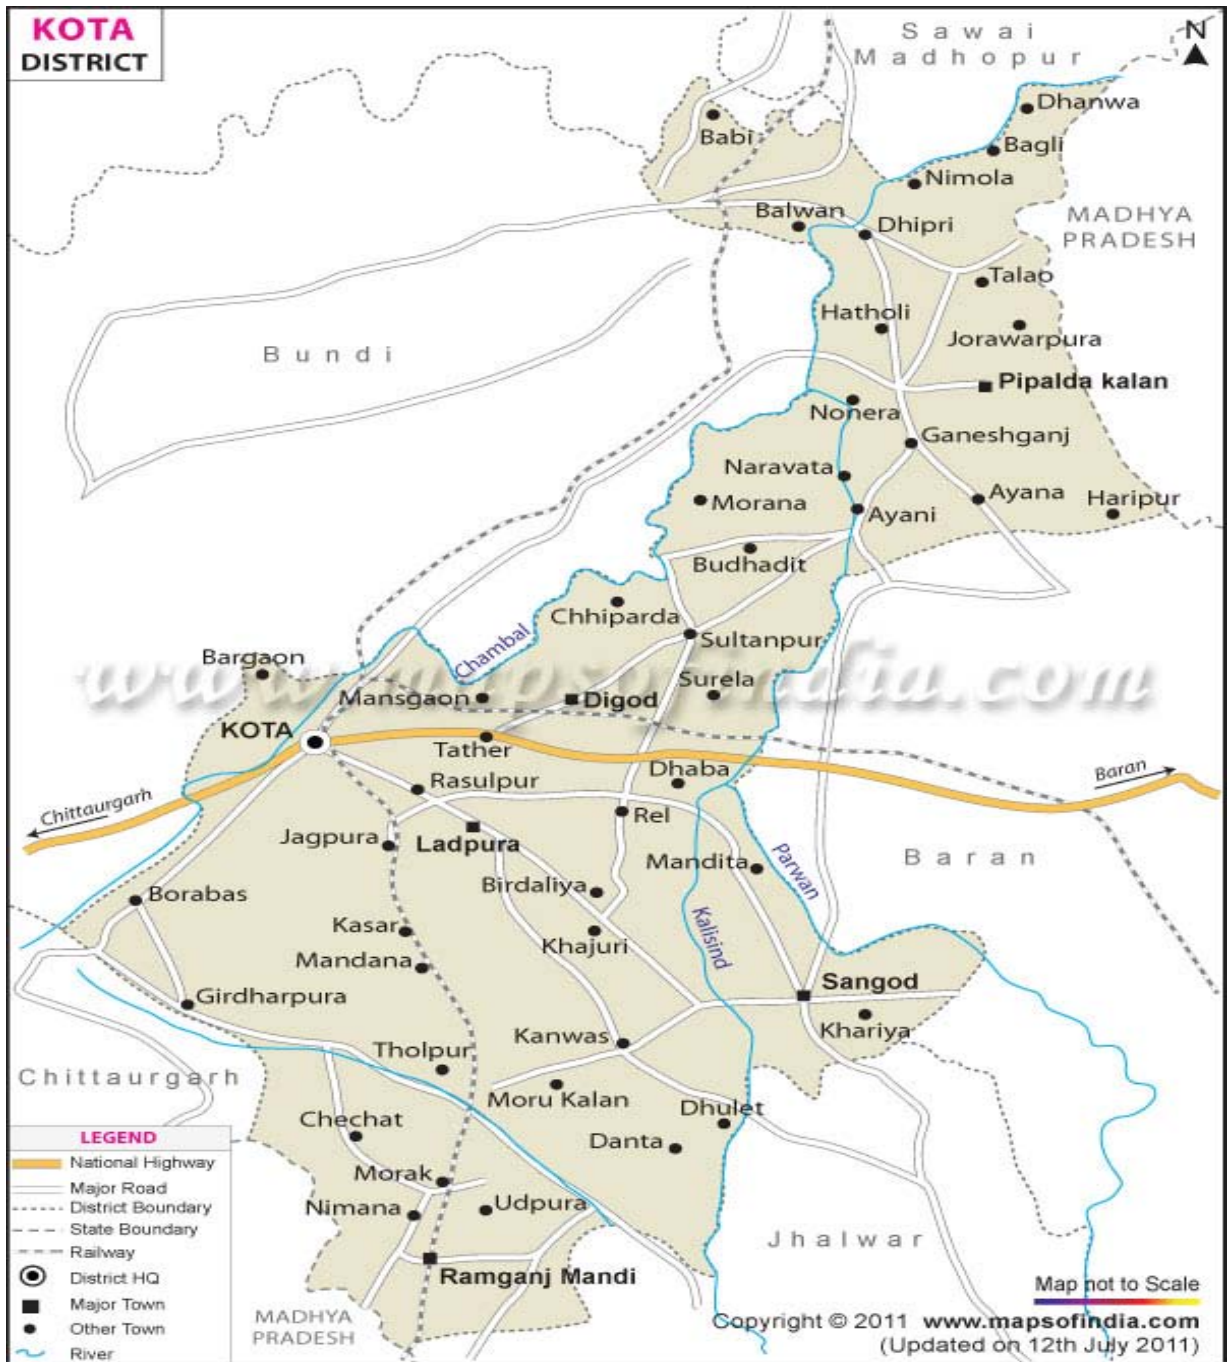 KOTA
DISTRICT
Sawai
Madhopur
N
Dhanwa
Babi
Bagli
Nimola
Balwan
MADHYA
PRADESH
Dhipri
Talao
Hatholi
Jorawarpura
Bundi
Pipalda kalan
Nonera
Ganeshganj
Naravata
Morana
Ayana
Haripur
Ayani
Budhadit
Chhiparda
Sultanpur
Chambal
Bargaon
www.mapsofindia.com
Surela
Mansgaon
Digod
KOTA
Tather
Dhaba
Baran
Rasulpur
Chittaurgarh
Rel
Jagpura
Ladpura
Mandita
Parwan
Baran
Birdaliya
Borabas
Kasar
Khajuri
Kalisind
Mandana
Sangod
Girdharpura
Khariya
Kanwas
Tholpur
Chittaurgarh
Moru Kalan
Dhulet
Chechat
Danta
Morak
Nimana
Udpura
Jhalwar
Ramganj Mandi
MADHYA
PRADESH
LEGEND
National Highway
Major Road
District Boundary
State Boundary
Railway
District HQ
Major Town
Other Town
River
Map not to Scale
Copyright © 2011 www.mapsofindia.com
(Updated on 12th July 2011)